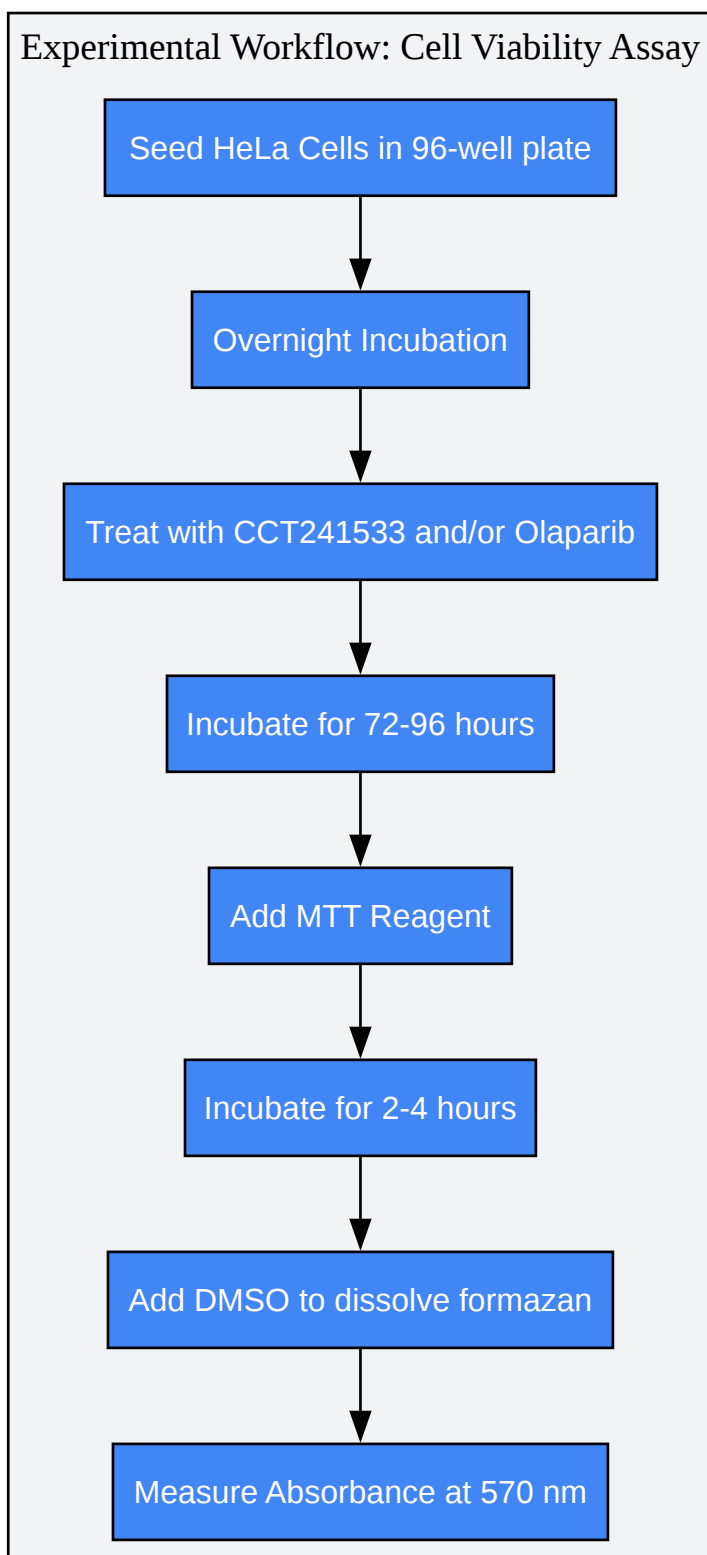 Experimental Workflow: Cell Viability Assay
Seed HeLa Cells in 96-well plate
Overnight Incubation
Treat with CCT241533 and/or Olaparib
Incubate for 72-96 hours
Add MTT Reagent
Incubate for 2-4 hours
Add DMSO to dissolve formazan
Measure Absorbance at 570 nm